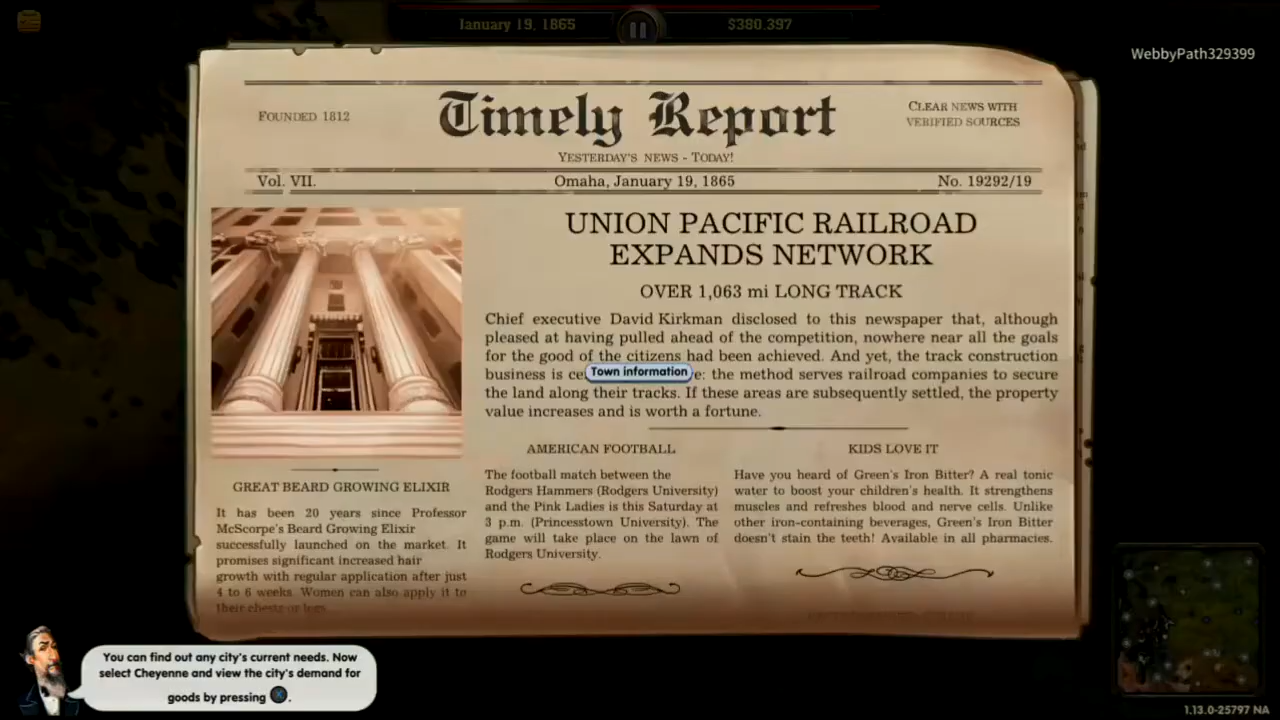 January 19, 1865
$380.397
WebbyPath329399
FOUNDED 1812
Timely Report
CLEAR NEWS WITH
VERIFIED SOURCES
YESTERDAY'S NEWS - TODAY!
Vol. VII.
Omaha, January 19, 1865
No. 19292/19
UNION PACIFIC RAILROAD
EXPANDS NETWORK
OVER 1,063 mi LONG TRACK
Chief executive David Kirkman disclosed to this newspaper that, although
pleased at having pulled ahead of the competition, nowhere near all the goals
for the good of the citizens had been achieved. And yet, the track construction
business is ce Town information e: the method serves railroad companies to secure
the land along their tracks. If these areas are subsequently settled, the property
value increases and is worth a fortune.
GREAT BEARD GROWING ELIXIR
It has been 20 years since Professor
McScorpe's Beard Growing Elixir
successfully launched on the market. It
promises significant increased hair
growth with regular application after just
4 to 6 weeks. Women can also apply it to
their chests or legs.
AMERICAN FOOTBALL
The football match between the
Rodgers Hammers (Rodgers University)
and the Pink Ladies is this Saturday at
3 p.m. (Princesstown University). The
game will take place on the lawn of
Rodgers University.
KIDS LOVE IT
Have you heard of Green's Iron Bitter? A real tonic
water to boost your children's health. It strengthens
muscles and refreshes blood and nerve cells. Unlike
other iron-containing beverages, Green's Iron Bitter
doesn't stain the teeth! Available in all pharmacies.
You can find out any city's current needs. Now
select Cheyenne and view the city's demand for
goods by pressing X.
1.13.0-25797 NA